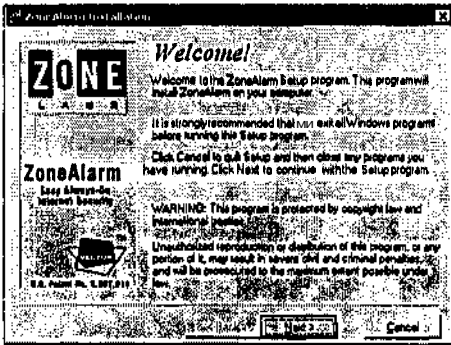 ZoneAlarm Installation
ZONE
LABS
ZoneAlarm
Easy Always-On
Internet Security
Welcome!
Welcome to the ZoneAlarm Setup program. This program will
install ZoneAlarm on your computer.
It is strongly recommended that exit all Windows programs
before running this Setup program.
Click Cancel to quit Setup and then close any programs you
have running. Click Next to continue with the Setup program.
WARNING: This program is protected by copyright law and
international
Unauthorized reproduction or distribution of this program, or any
portion of it, may result in severe civil and criminal penalties,
and will be prosecuted to the maximum extent possible under
law.
Next >
Cancel